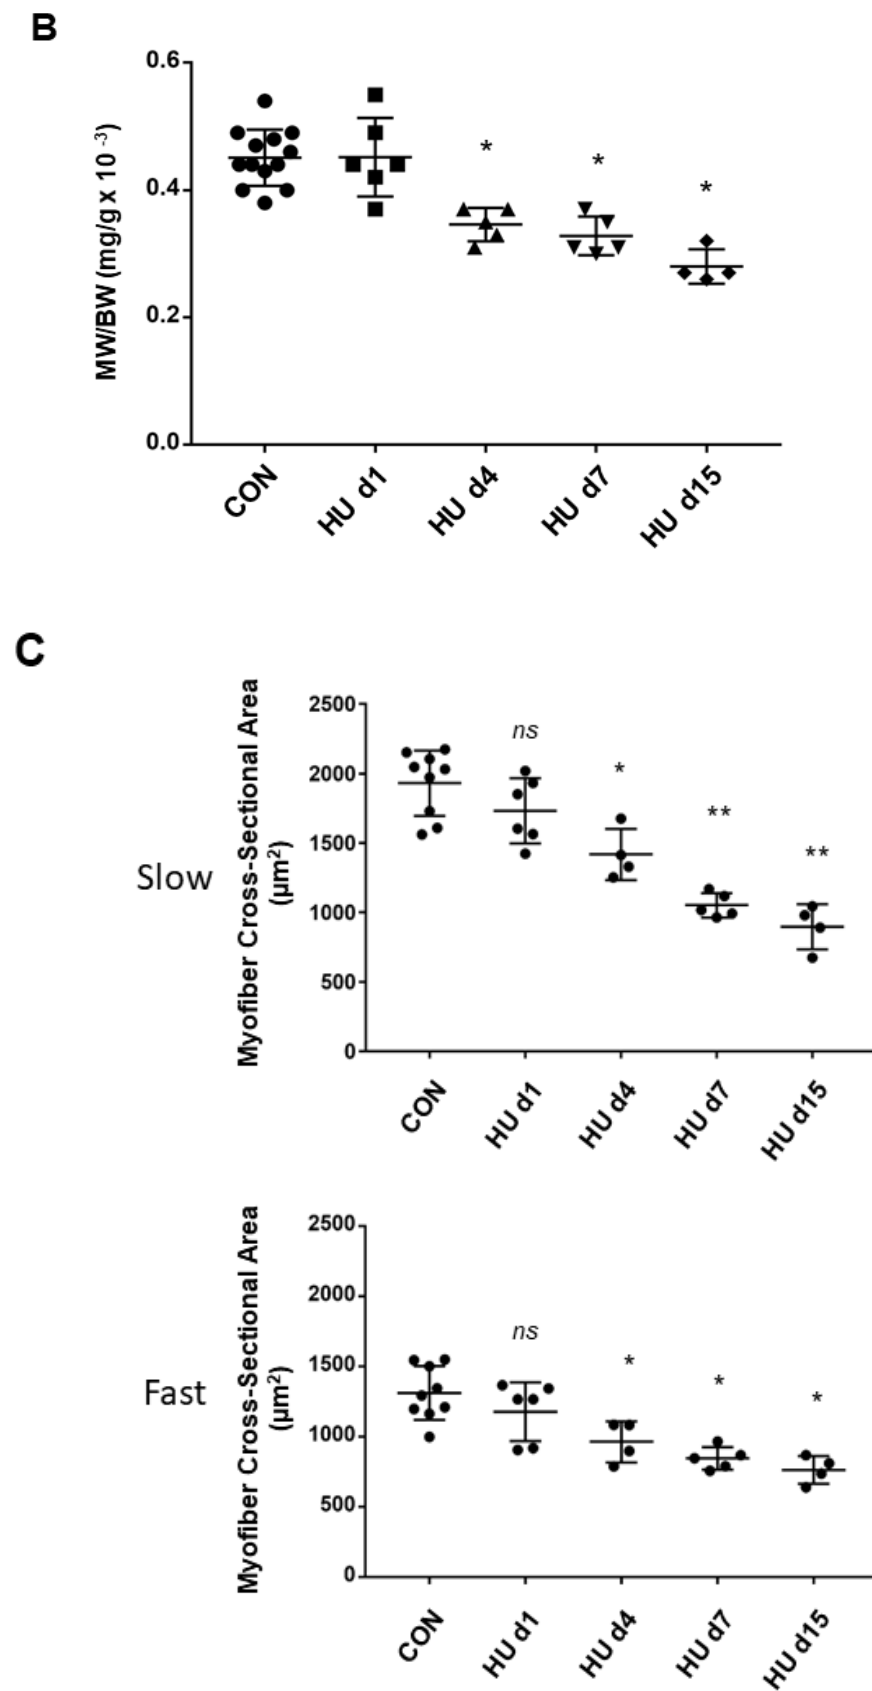 B
MW/BW (mg/g x 10 -3)
0.6
0.4
0.2
0.0
*
*
*
CON
HU d1
HU d4
HU d7
HU d15
C
Slow
Myofiber Cross-Sectional Area
(µm²)
2500
2000
1500
1000
500
0
ns
*
**
**
CON
HU d1
HU d4
HU d7
HU d15
Fast
Myofiber Cross-Sectional Area
(µm²)
2500
2000
1500
1000
500
0
ns
*
*
*
CON
HU d1
HU d4
HU d7
HU d15